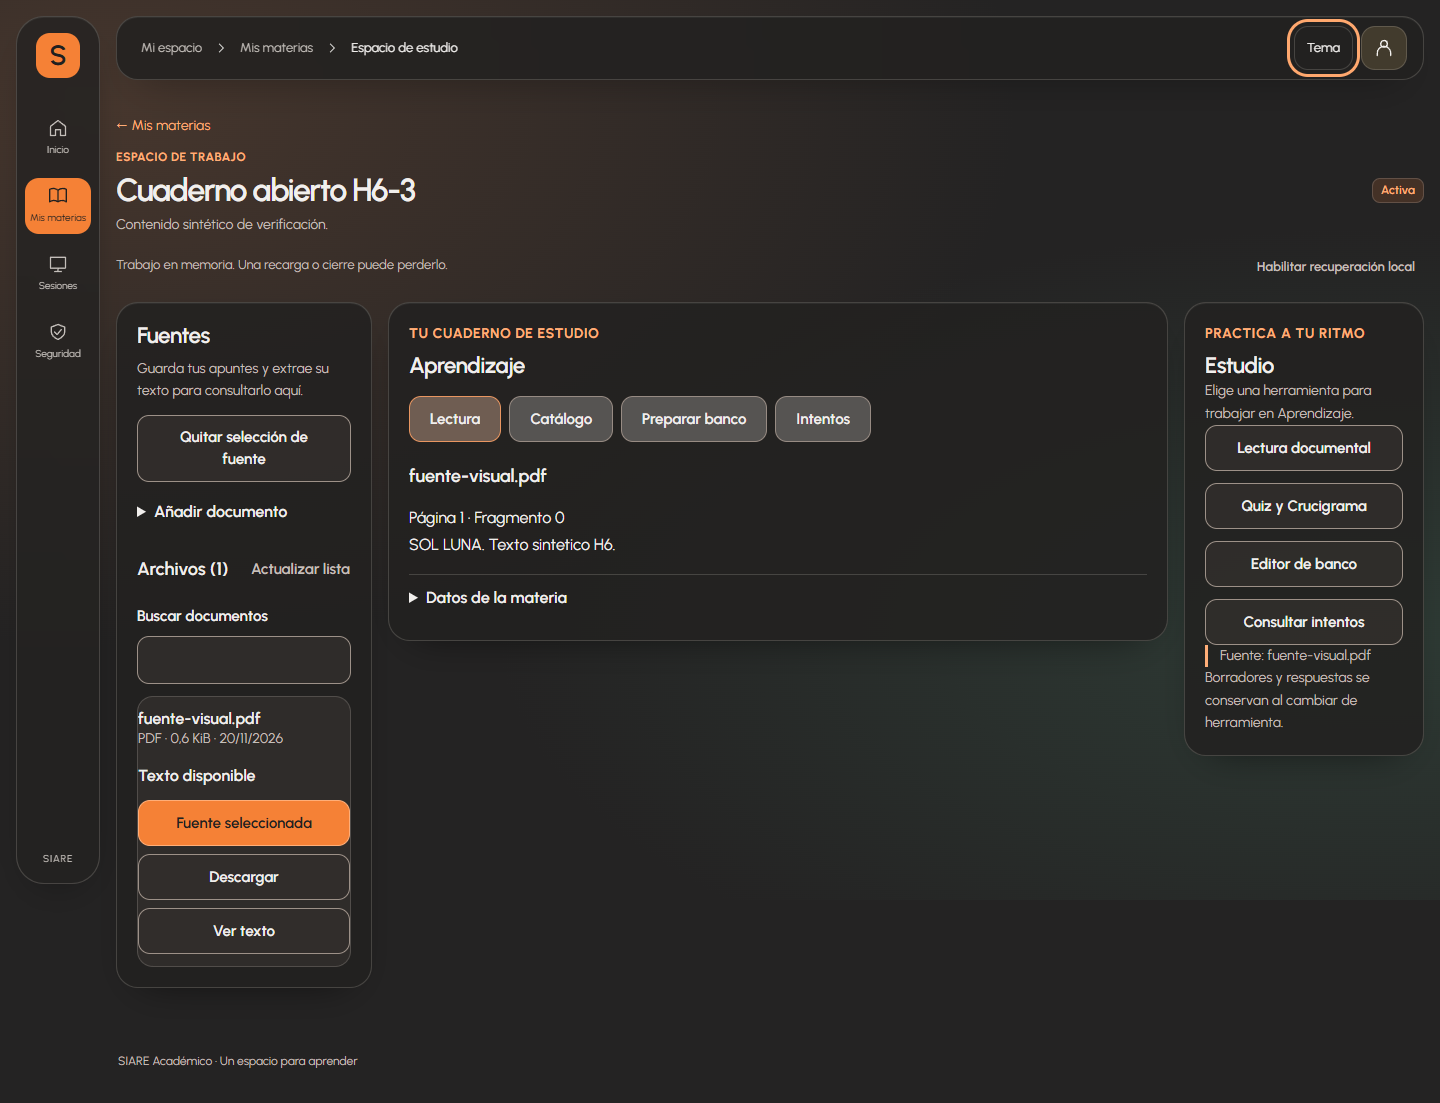 S
Inicio
Mis materias
Sesiones
Seguridad
SIARE
Mi espacio
Mis materias
Espacio de estudio
Tema
← Mis materias
ESPACIO DE TRABAJO
Cuaderno abierto H6-3
Activa
Contenido sintético de verificación.
Trabajo en memoria. Una recarga o cierre puede perderlo.
Habilitar recuperación local
Fuentes
Guarda tus apuntes y extrae su
texto para consultarlo aquí.
Quitar selección de
fuente
Añadir documento
Archivos (1)
Actualizar lista
Buscar documentos
fuente-visual.pdf
PDF · 0,6 KiB · 20/11/2026
Texto disponible
Fuente seleccionada
Descargar
Ver texto
TU CUADERNO DE ESTUDIO
Aprendizaje
Lectura
Catálogo
Preparar banco
Intentos
fuente-visual.pdf
Página 1 · Fragmento 0
SOL LUNA. Texto sintetico H6.
Datos de la materia
PRACTICA A TU RITMO
Estudio
Elige una herramienta para
trabajar en Aprendizaje.
Lectura documental
Quiz y Crucigrama
Editor de banco
Consultar intentos
Fuente: fuente-visual.pdf
Borradores y respuestas se
conservan al cambiar de
herramienta.
SIARE Académico · Un espacio para aprender